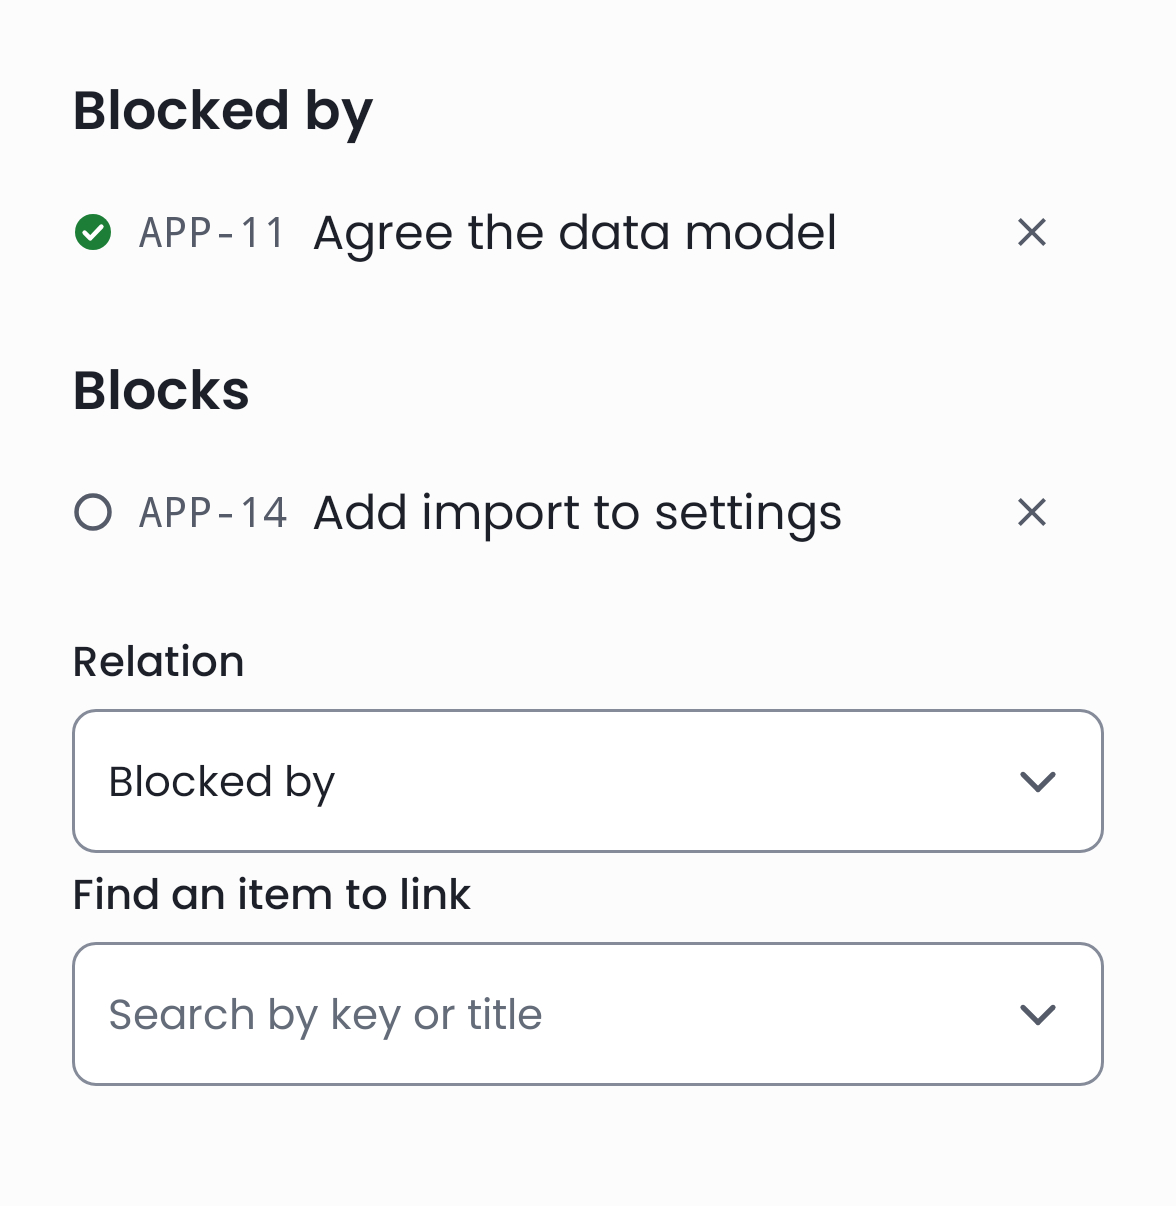 Blocked by
APP-11 Agree the data model
Blocks
APP-14 Add import to settings
Relation
Blocked by
Find an item to link
Search by key or title